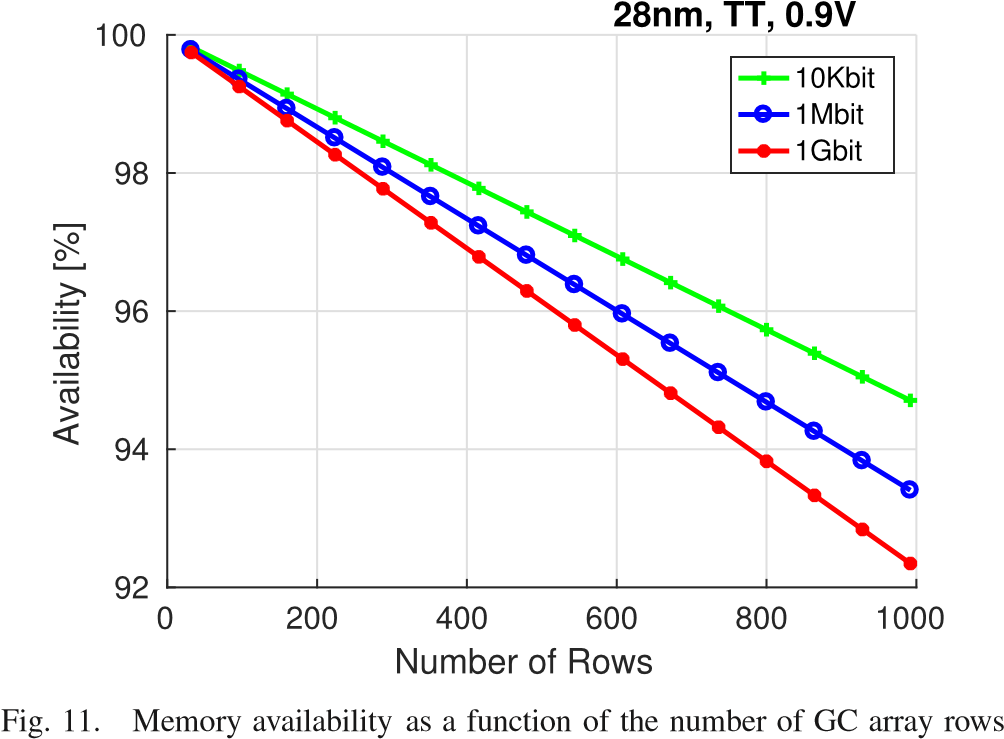 28nm, TT, 0.9V
100
98
96
94
92
Availability [%]
10Kbit
1Mbit
1Gbit
0 200 400 600 800 1000
Number of Rows
Fig. 11. Memory availability as a function of the number of GC array rows